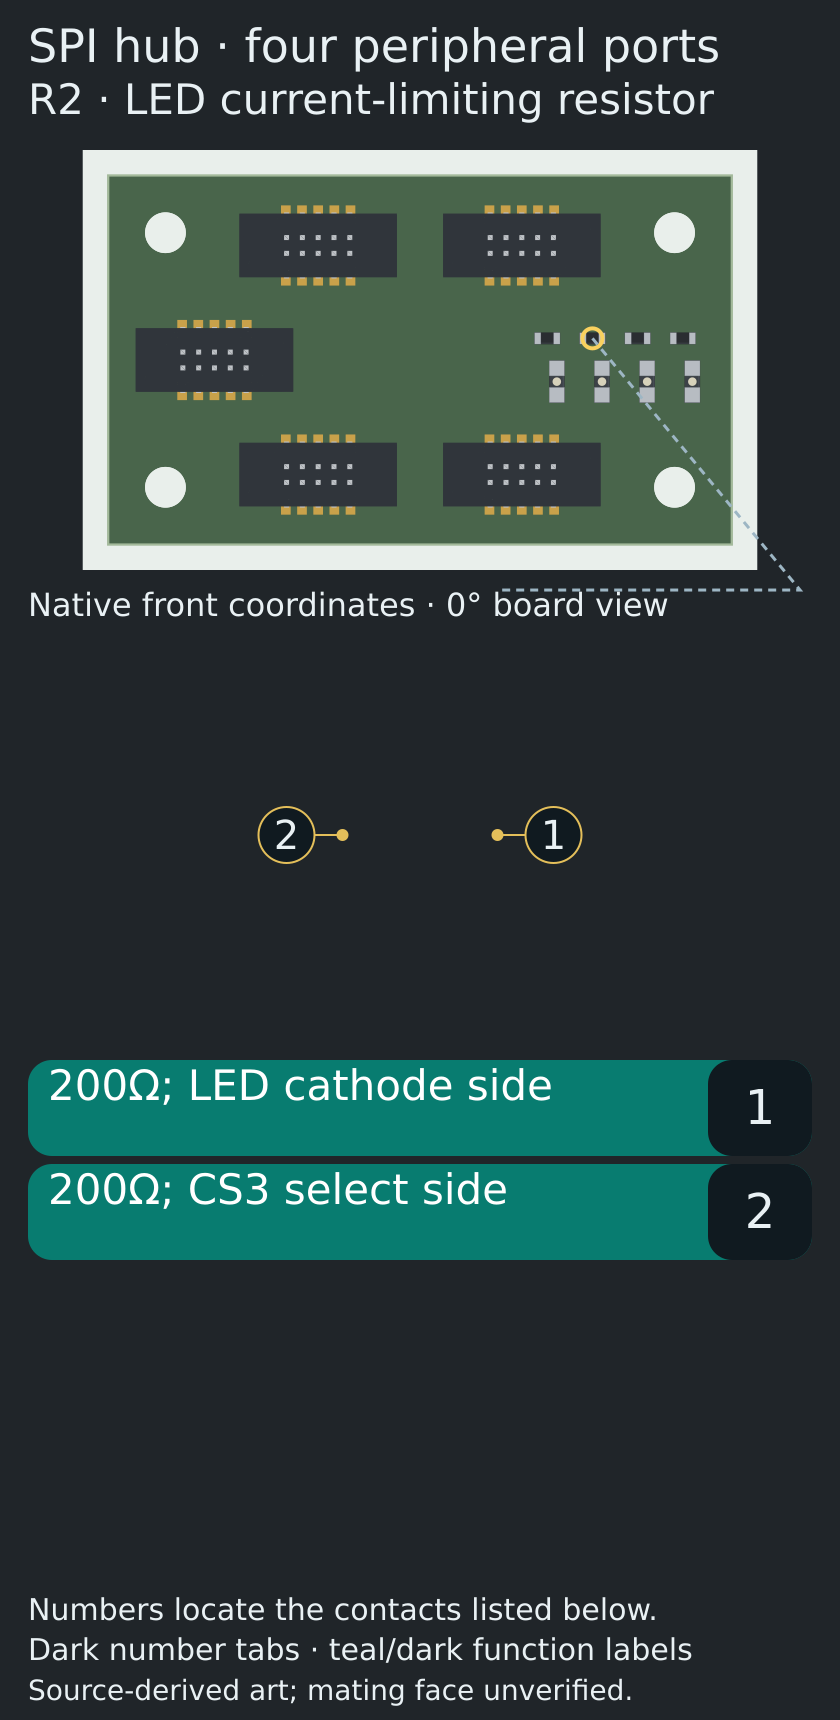 SPI hub · four peripheral ports
R2 · LED current-limiting resistor
Native front coordinates · 0° board view
2 1
200Ω; LED cathode side 1
200Ω; CS3 select side 2
Numbers locate the contacts listed below.
Dark number tabs · teal/dark function labels
Source-derived art; mating face unverified.